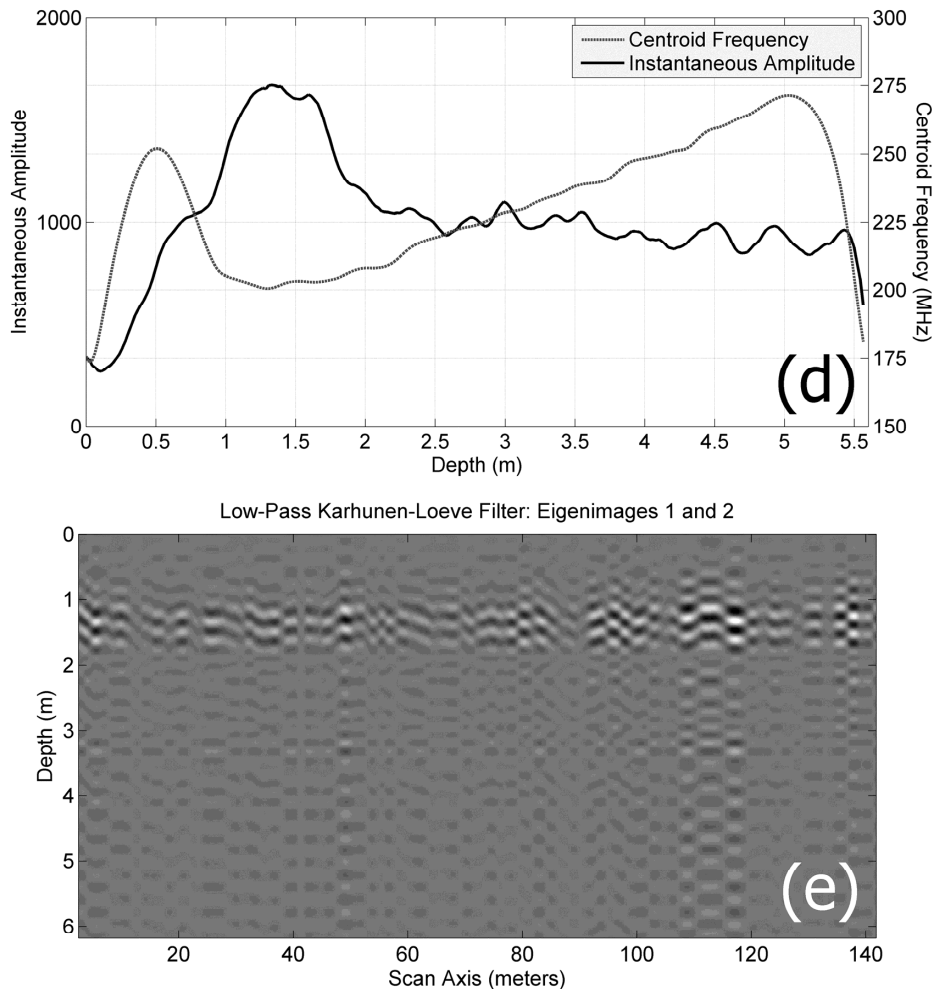 2000
1000
0
Instantaneous Amplitude
Centroid Frequency
Instantaneous Amplitude
300
275
250
225
200
175
150
Centroid Frequency (MHz)
(d)
0 0.5 1 1.5 2 2.5 3 3.5 4 4.5 5 5.5
Depth (m)
Low-Pass Karhunen-Loeve Filter: Eigenimages 1 and 2
0
1
2
3
4
5
6
Depth (m)
(e)
20 40 60 80 100 120 140
Scan Axis (meters)